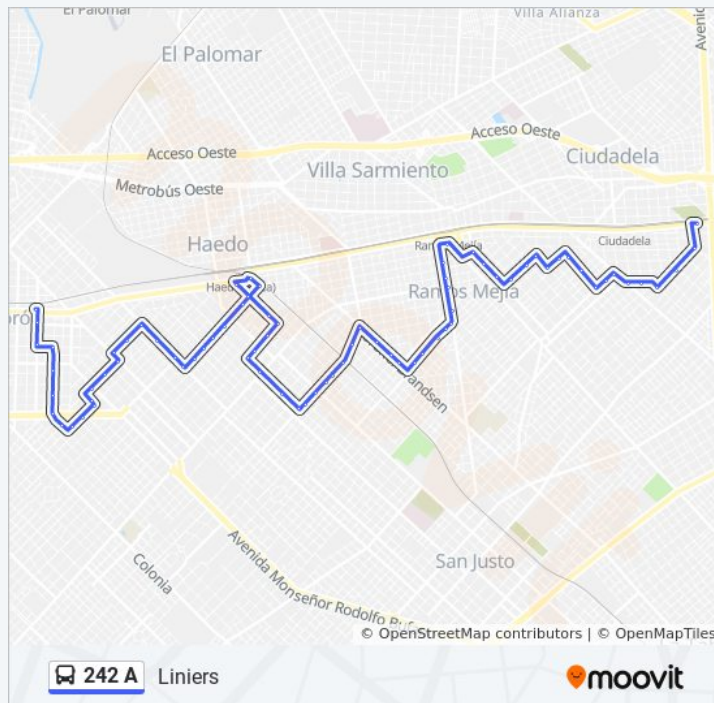 El Palomar
Villa Alianza
El Palomar
Acceso Oeste
Acceso Oeste
Ciudadela
Villa Sarmiento
Metrobús Oeste
Haedo
Ciudadela
Ramos Mejía
San Justo
Colonia
Avenida Monseñor Rodolfo
© OpenStreetMap contributors | © OpenMapTiles
242 A Liniers
moovit